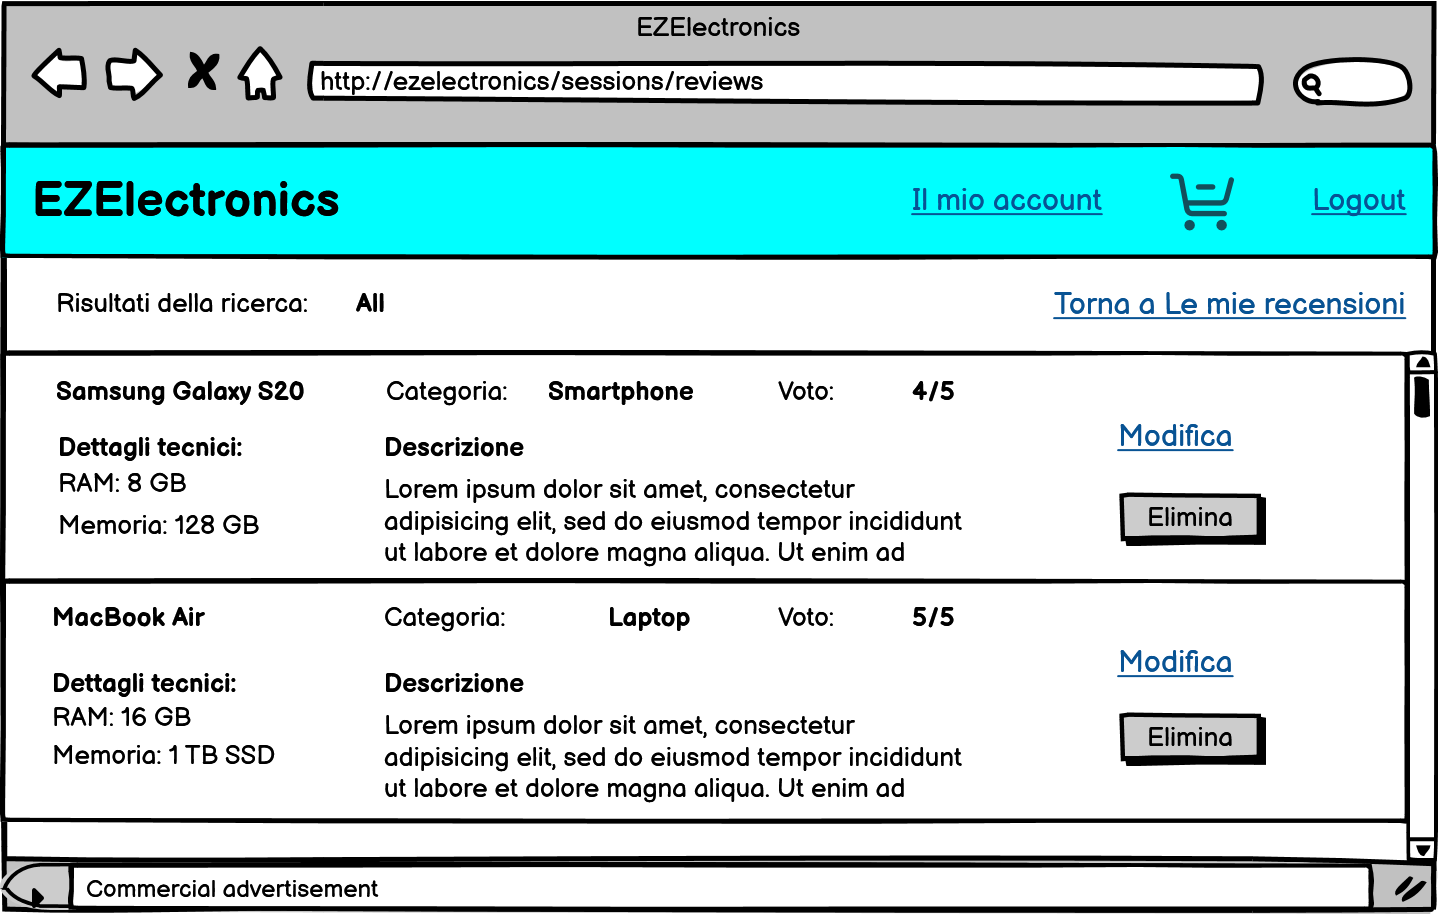 EZElectronics
http://ezelectronics/sessions/reviews
EZElectronics
Il mio account
Logout
Risultati della ricerca: All
Torna a Le mie recensioni
Samsung Galaxy S20 Categoria: Smartphone Voto: 4/5
Modifica
Dettagli tecnici:
RAM: 8 GB
Memoria: 128 GB
Descrizione
Lorem ipsum dolor sit amet, consectetur
adipisicing elit, sed do eiusmod tempor incididunt
ut labore et dolore magna aliqua. Ut enim ad
Elimina
MacBook Air Categoria: Laptop Voto: 5/5
Modifica
Dettagli tecnici:
RAM: 16 GB
Memoria: 1 TB SSD
Descrizione
Lorem ipsum dolor sit amet, consectetur
adipisicing elit, sed do eiusmod tempor incididunt
ut labore et dolore magna aliqua. Ut enim ad
Elimina
Commercial advertisement